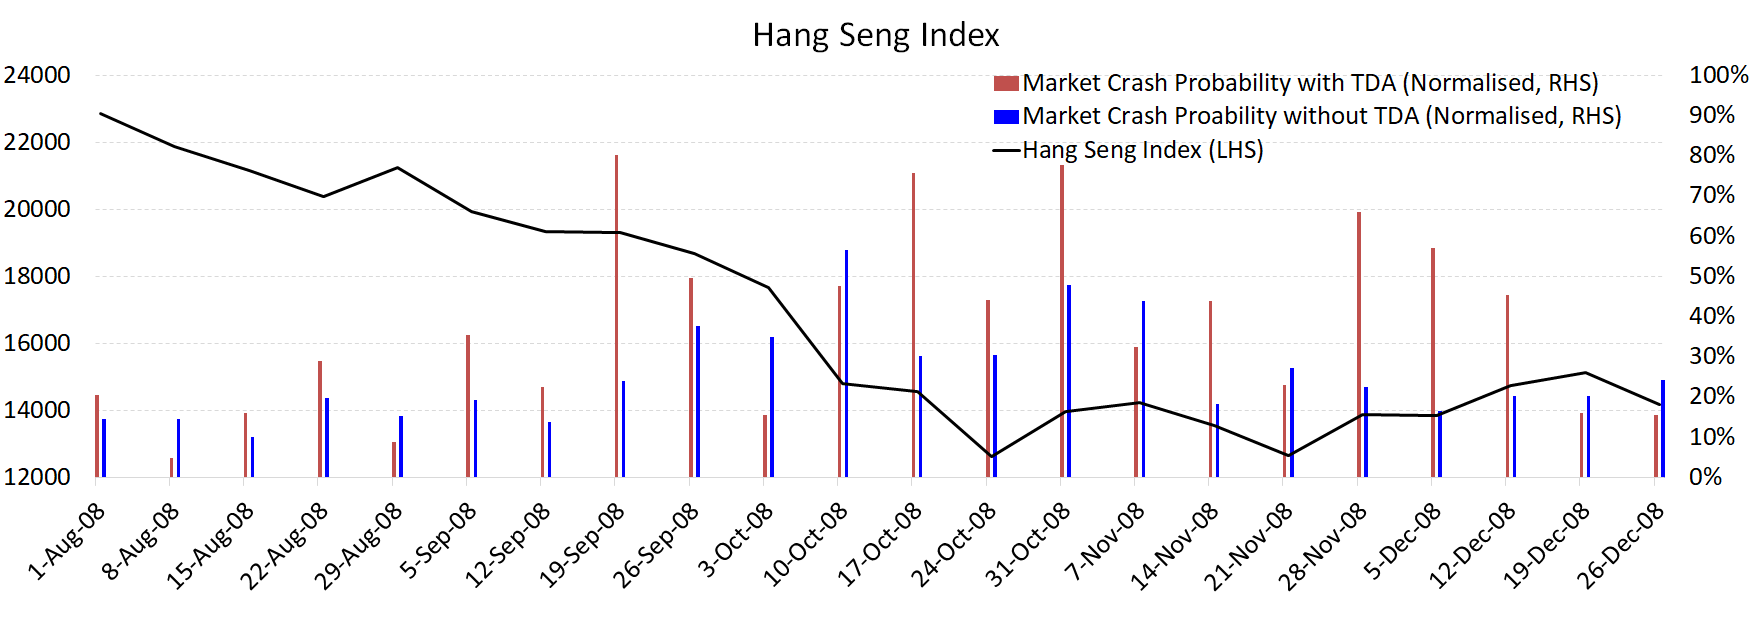 Hang Seng Index
24000
22000
20000
18000
16000
14000
12000
100%
90%
80%
70%
60%
50%
40%
30%
20%
10%
0%
Market Crash Probability with TDA (Normalised, RHS)
Market Crash Proability without TDA (Normalised, RHS)
Hang Seng Index (LHS)
1-Aug-08
8-Aug-08
15-Aug-08
22-Aug-08
29-Aug-08
5-Sep-08
12-Sep-08
19-Sep-08
26-Sep-08
3-Oct-08
10-Oct-08
17-Oct-08
24-Oct-08
31-Oct-08
7-Nov-08
14-Nov-08
21-Nov-08
28-Nov-08
5-Dec-08
12-Dec-08
19-Dec-08
26-Dec-08